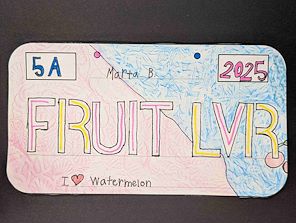 5A Marta B. 2025
FRUIT LVR
I ❤ Watermelon